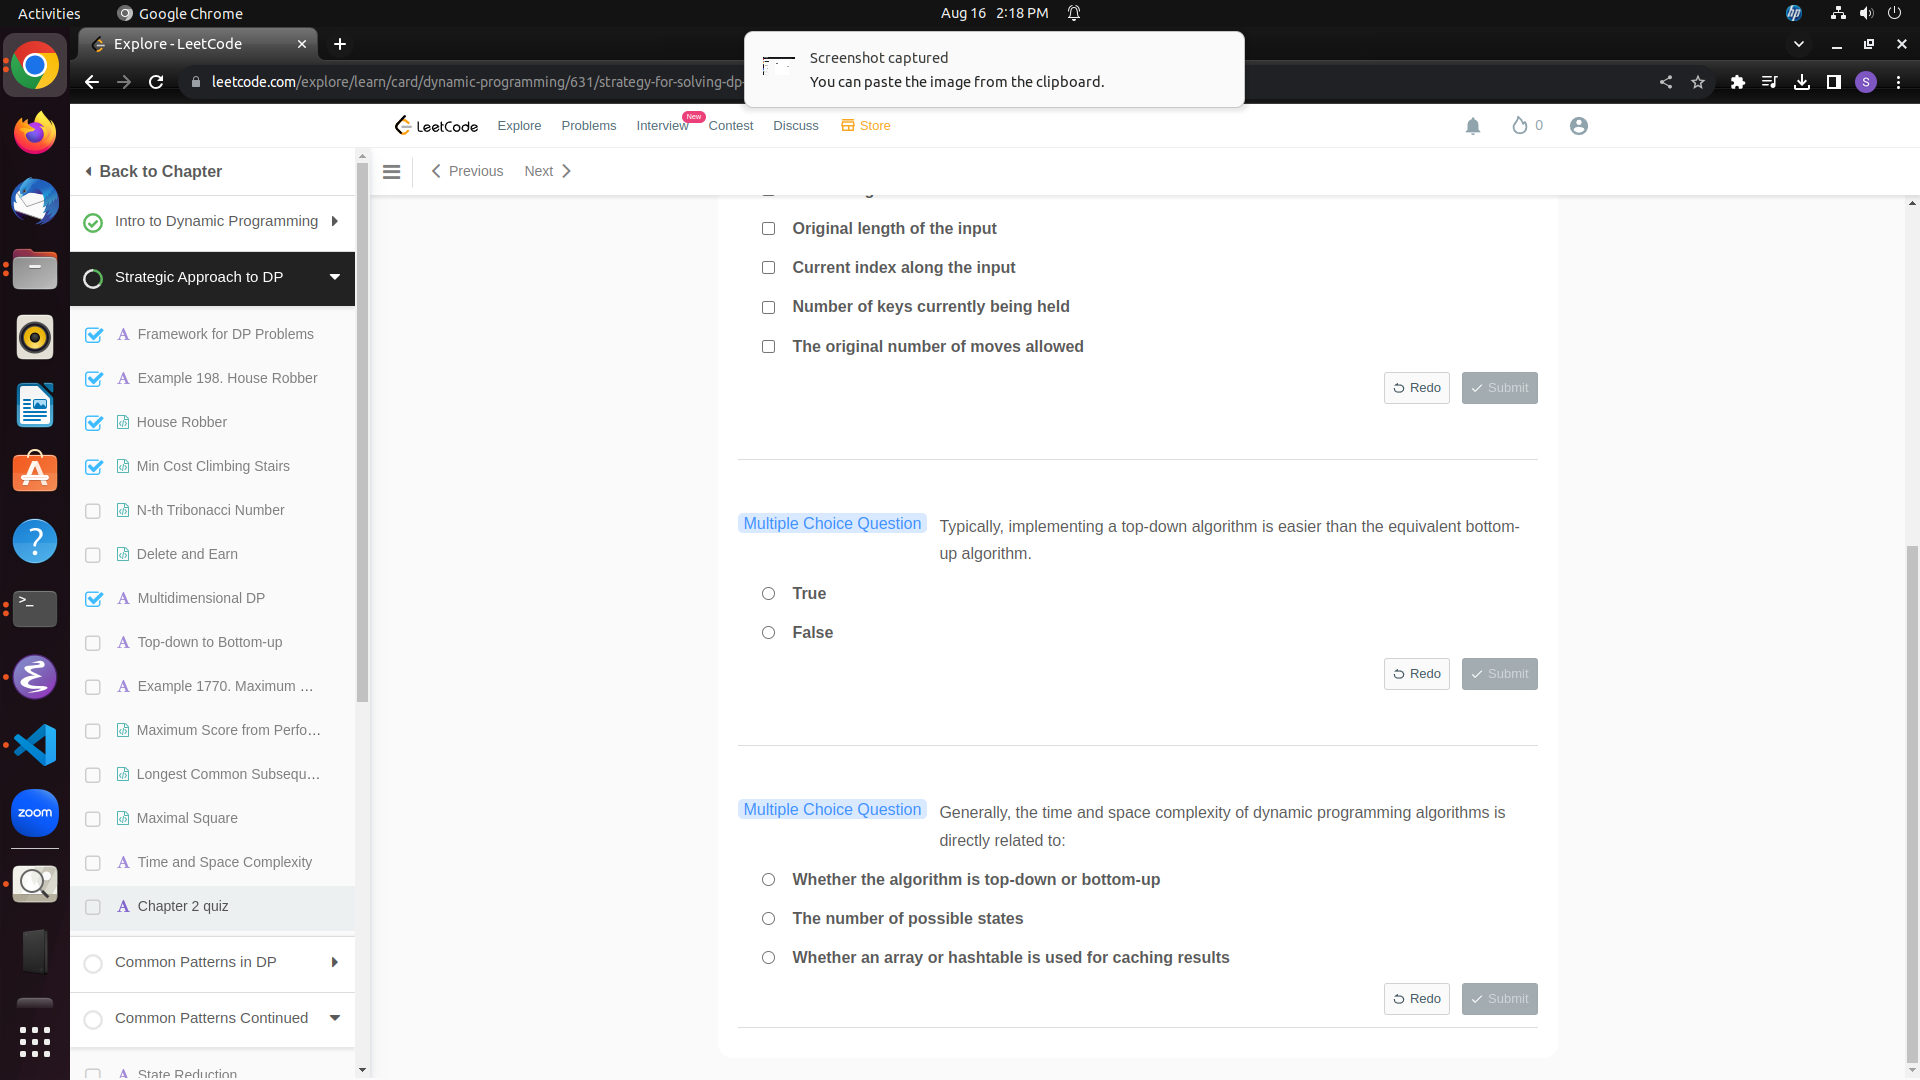 Activities
Google Chrome
Aug 16 2:18 PM
Explore - LeetCode
Screenshot captured
You can paste the image from the clipboard.
leetcode.com/explore/learn/card/dynamic-programming/631/strategy-for-solving-dp-
S
LeetCode
Explore
Problems
Interview
New
Contest
Discuss
Store
0
Back to Chapter
Previous
Next
Intro to Dynamic Programming
Strategic Approach to DP
Framework for DP Problems
Example 198. House Robber
House Robber
Min Cost Climbing Stairs
N-th Tribonacci Number
Delete and Earn
Multidimensional DP
Top-down to Bottom-up
Example 1770. Maximum ...
Maximum Score from Perfo...
Longest Common Subsequ...
Maximal Square
Time and Space Complexity
Chapter 2 quiz
Common Patterns in DP
Common Patterns Continued
State Reduction
Original length of the input
Current index along the input
Number of keys currently being held
The original number of moves allowed
Redo
Submit
Multiple Choice Question
Typically, implementing a top-down algorithm is easier than the equivalent bottom-
up algorithm.
True
False
Redo
Submit
Multiple Choice Question
Generally, the time and space complexity of dynamic programming algorithms is
directly related to:
Whether the algorithm is top-down or bottom-up
The number of possible states
Whether an array or hashtable is used for caching results
Redo
Submit
zoom
hp